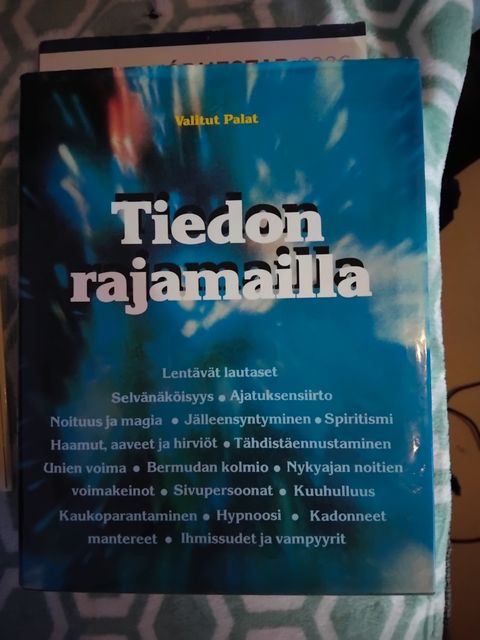 Valitut Palat
Tiedon
rajamailla
Lentävät lautaset
Selvänäköisyys • Ajatuksensiirto
Noituus ja magia • Jälleensyntyminen • Spiritismi
Haamut, aaveet ja hirviöt • Tähdistäennustaminen
Unien voima • Bermudan kolmio • Nykyajan noitien
voimakeinot • Sivupersoonat • Kuuhulluus
Kaukoparantaminen • Hypnoosi • Kadonneet
mantereet • Ihmissudet ja vampyyrit